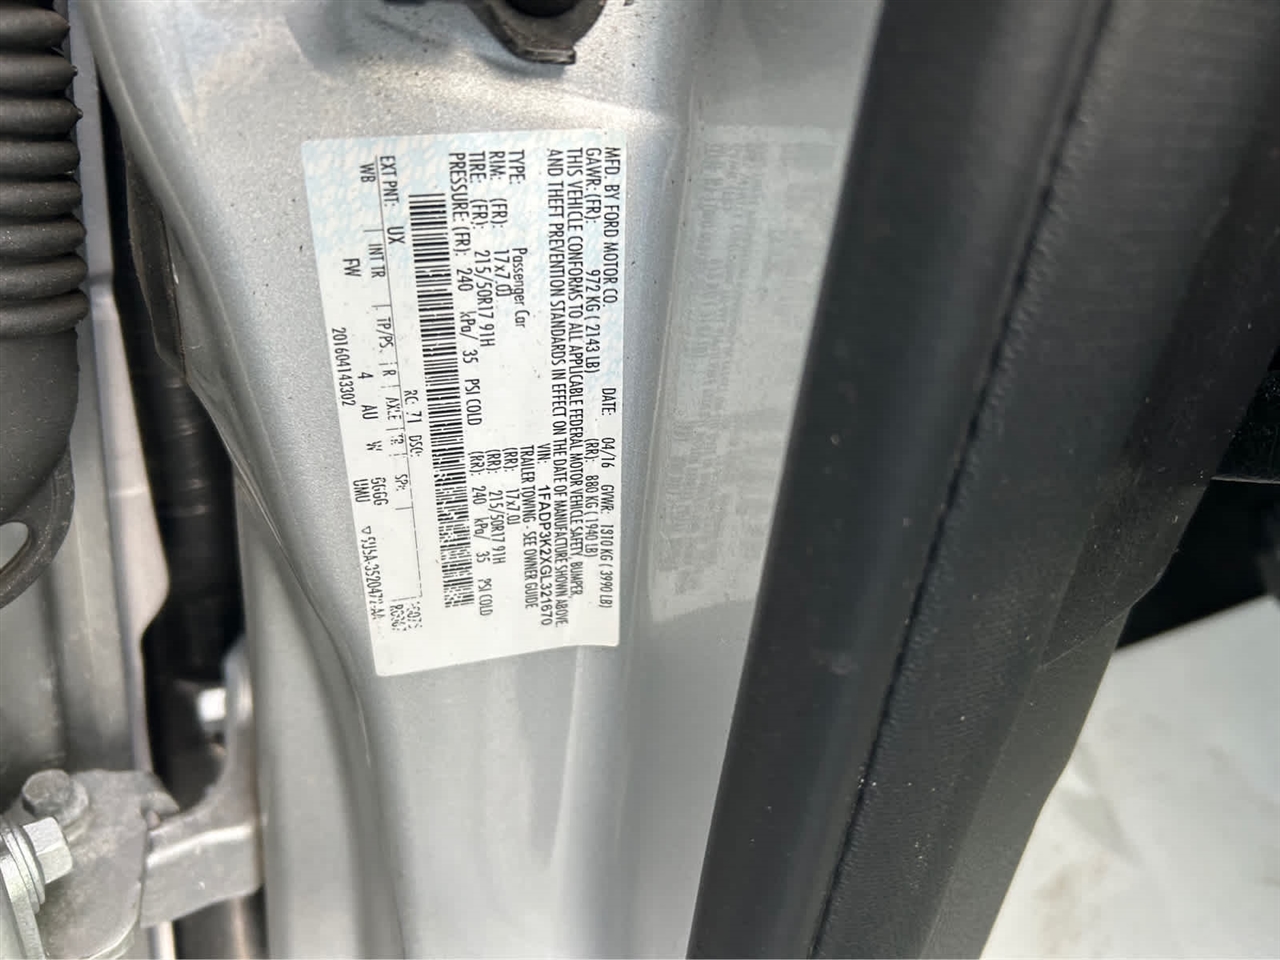 MFD. BY FORD MOTOR CO. DATE: 04/16 GVWR: 1810 KG ( 3990 LB)
GAWR: (FR): 972 KG ( 2143 LB) (RR): 880 KG ( 1940 LB)
THIS VEHICLE CONFORMS TO ALL APPLICABLE FEDERAL MOTOR VEHICLE SAFETY, BUMPER,
AND THEFT PREVENTION STANDARDS IN EFFECT ON THE DATE OF MANUFACTURE SHOWN ABOVE
VIN: 1FADP3K2XGL321670
TYPE: Passenger Car TRAILER TOWING - SEE OWNER GUIDE
RIM: (FR): 17x7.0J (RR): 17x7.0J
TIRE: (FR): 215/50R17 91H (RR): 215/50R17 91H
PRESSURE: (FR): 240 kPa/ 35 PSI COLD (RR): 240 kPa/ 35 PSI COLD
EXT PNT: UX RC: 71 DSO:
WB INT TR TP/PS R AXLE TR SPR
FW 4 AU W GGGG
201604143302 UMU